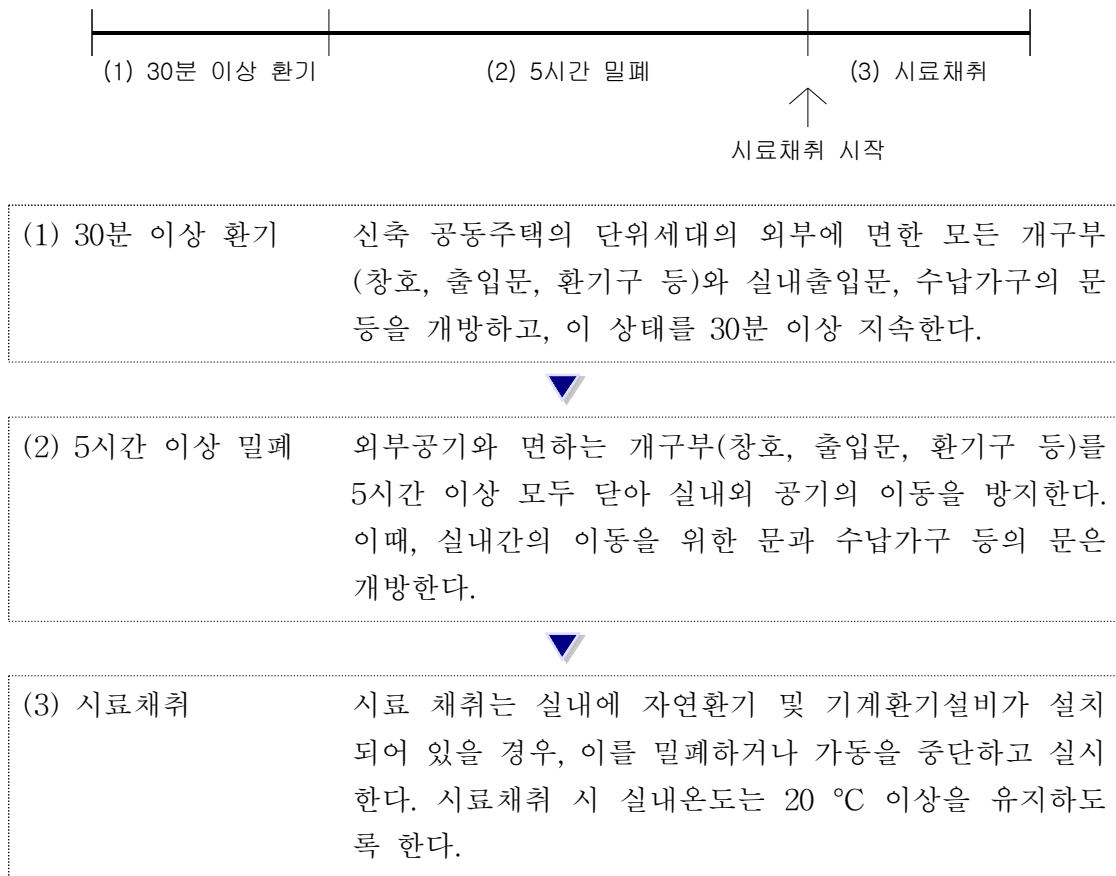 (1) 30분 이상 환기 (2) 5시간 밀폐 (3) 시료채취
시료채취 시작
(1) 30분 이상 환기 신축 공동주택의 단위세대의 외부에 면한 모든 개구부
(창호, 출입문, 환기구 등)와 실내출입문, 수납가구의 문
등을 개방하고, 이 상태를 30분 이상 지속한다.
(2) 5시간 이상 밀폐 외부공기와 면하는 개구부(창호, 출입문, 환기구 등)를
5시간 이상 모두 닫아 실내외 공기의 이동을 방지한다.
이때, 실내간의 이동을 위한 문과 수납가구 등의 문은
개방한다.
(3) 시료채취 시료 채취는 실내에 자연환기 및 기계환기설비가 설치
되어 있을 경우, 이를 밀폐하거나 가동을 중단하고 실시
한다. 시료채취 시 실내온도는 20 ℃ 이상을 유지하도
록 한다.